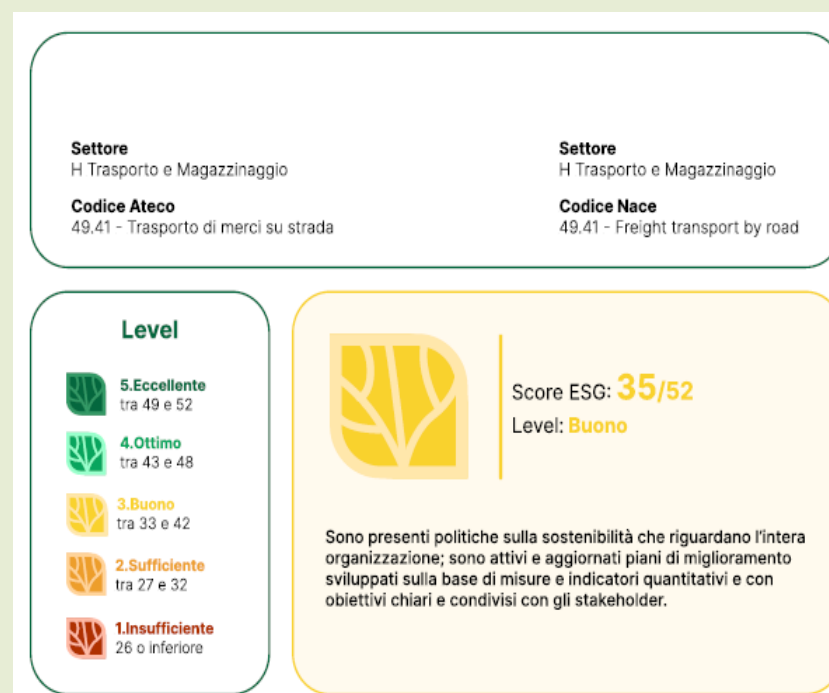 Settore
H Trasporto e Magazzinaggio
Codice Ateco
49.41 - Trasporto di merci su strada
Settore
H Trasporto e Magazzinaggio
Codice Nace
49.41 - Freight transport by road
Level
5.Eccellente
tra 49 e 52
4.Ottimo
tra 43 e 48
3.Buono
tra 33 e 42
2.Sufficiente
tra 27 e 32
1.Insufficiente
26 o inferiore
Score ESG: 35/52
Level: Buono
Sono presenti politiche sulla sostenibilità che riguardano l'intera
organizzazione; sono attivi e aggiornati piani di miglioramento
sviluppati sulla base di misure e indicatori quantitativi e con
obiettivi chiari e condivisi con gli stakeholder.